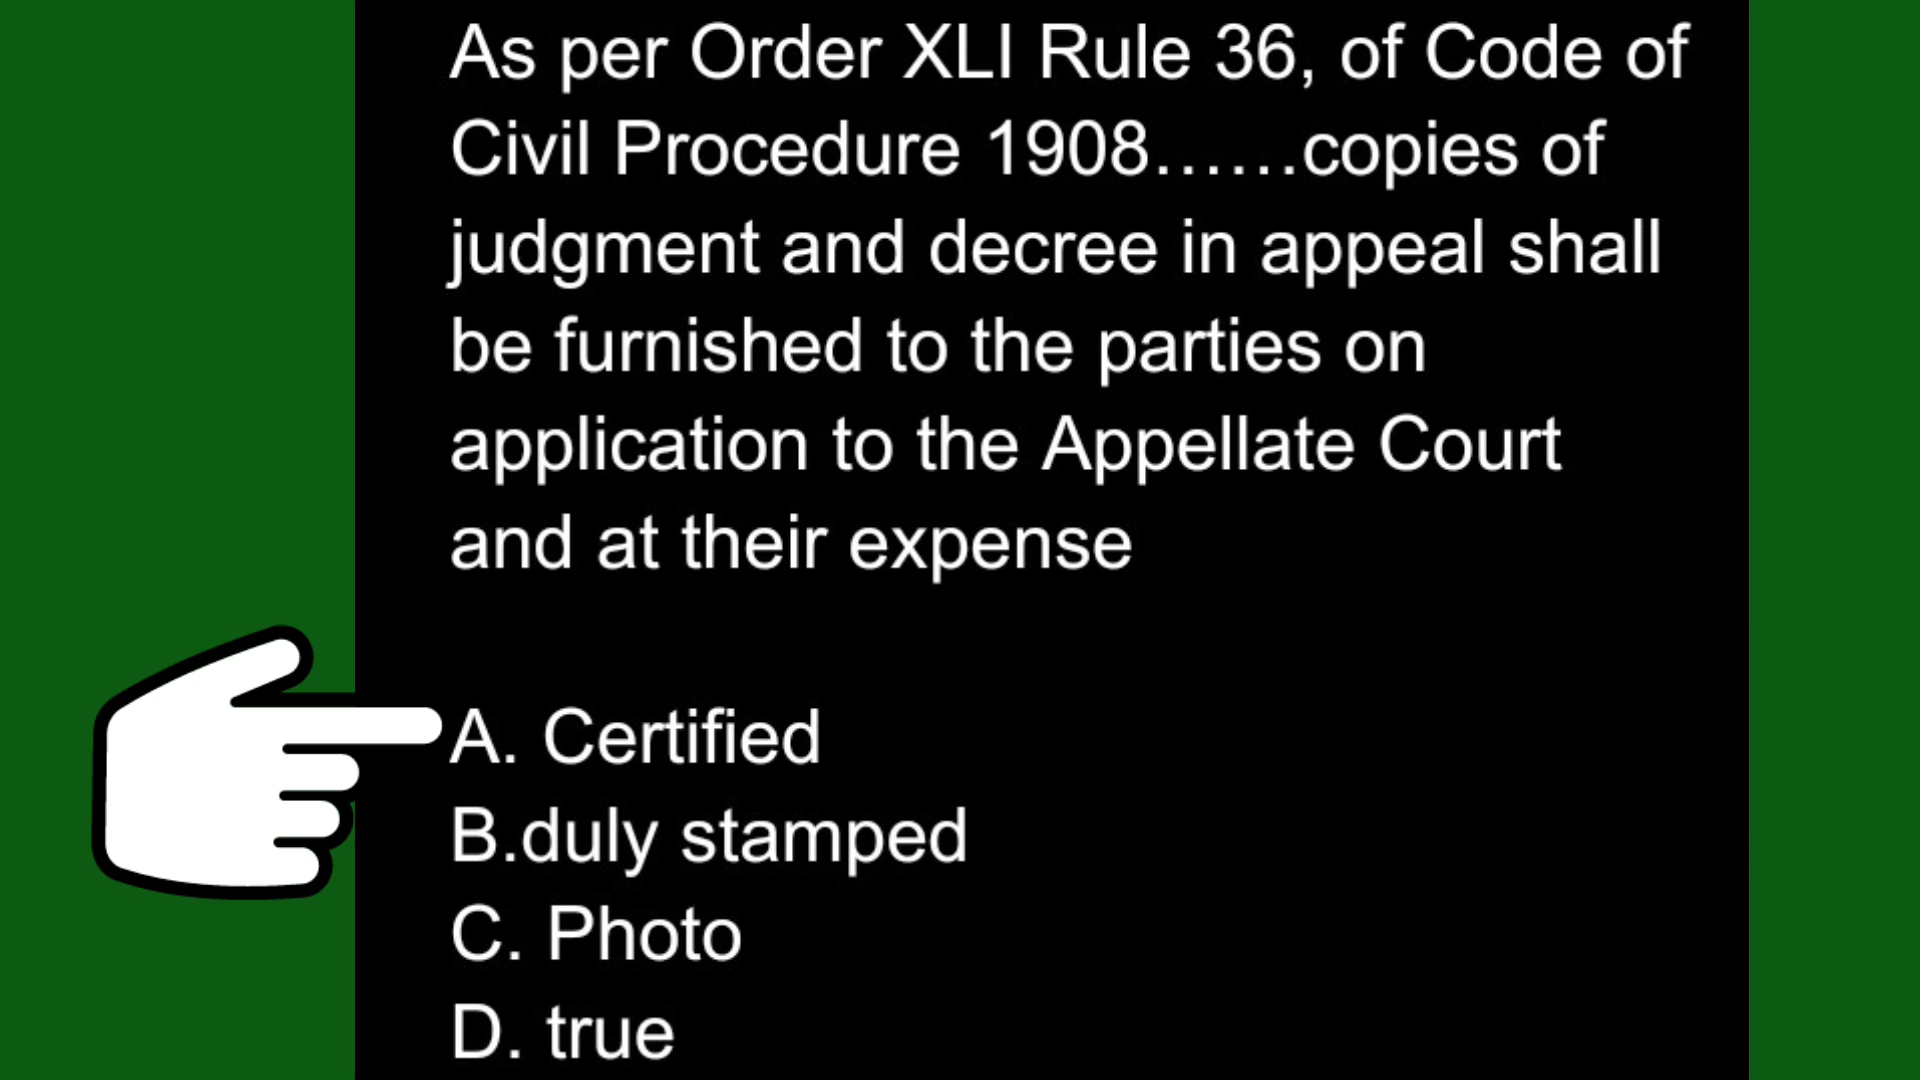 As per Order XLI Rule 36, of Code of
Civil Procedure 1908......copies of
judgment and decree in appeal shall
be furnished to the parties on
application to the Appellate Court
and at their expense
A. Certified
B.duly stamped
C. Photo
D. true